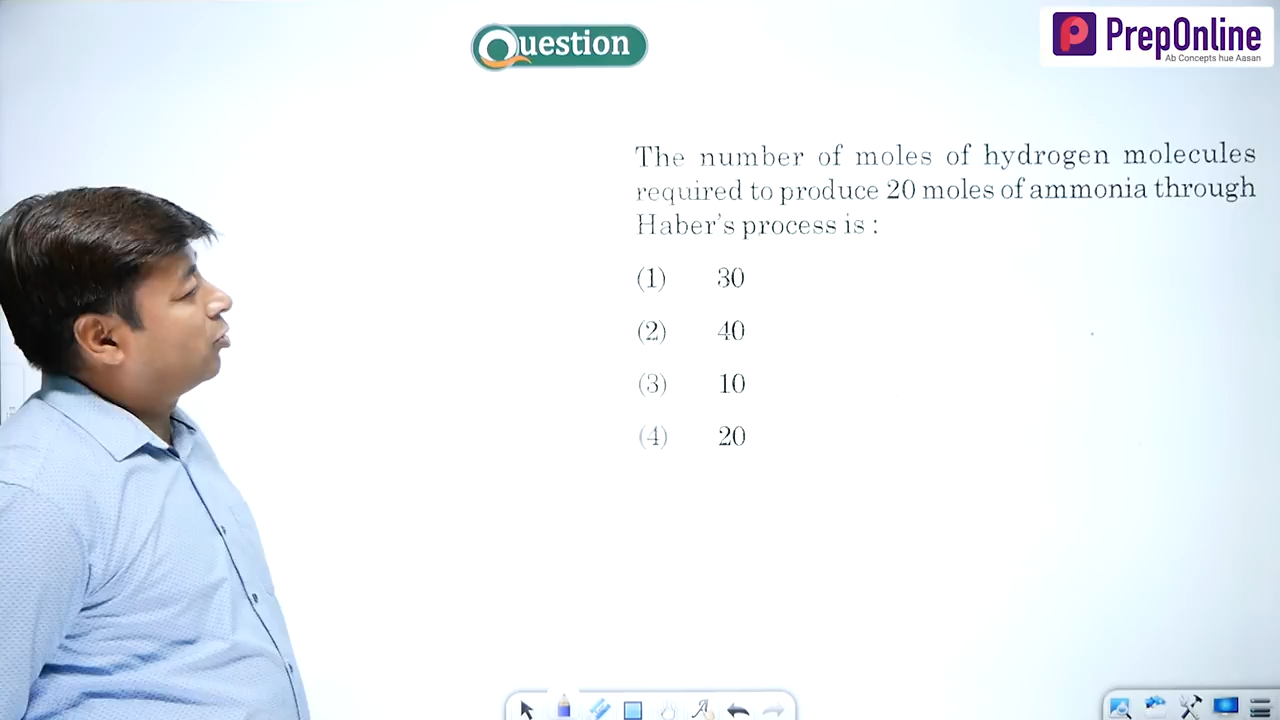 Question
PrepOnline
Ab Concepts hue Aasan
The number of moles of hydrogen molecules
required to produce 20 moles of ammonia through
Haber's process is :
(1) 30
(2) 40
(3) 10
(4) 20